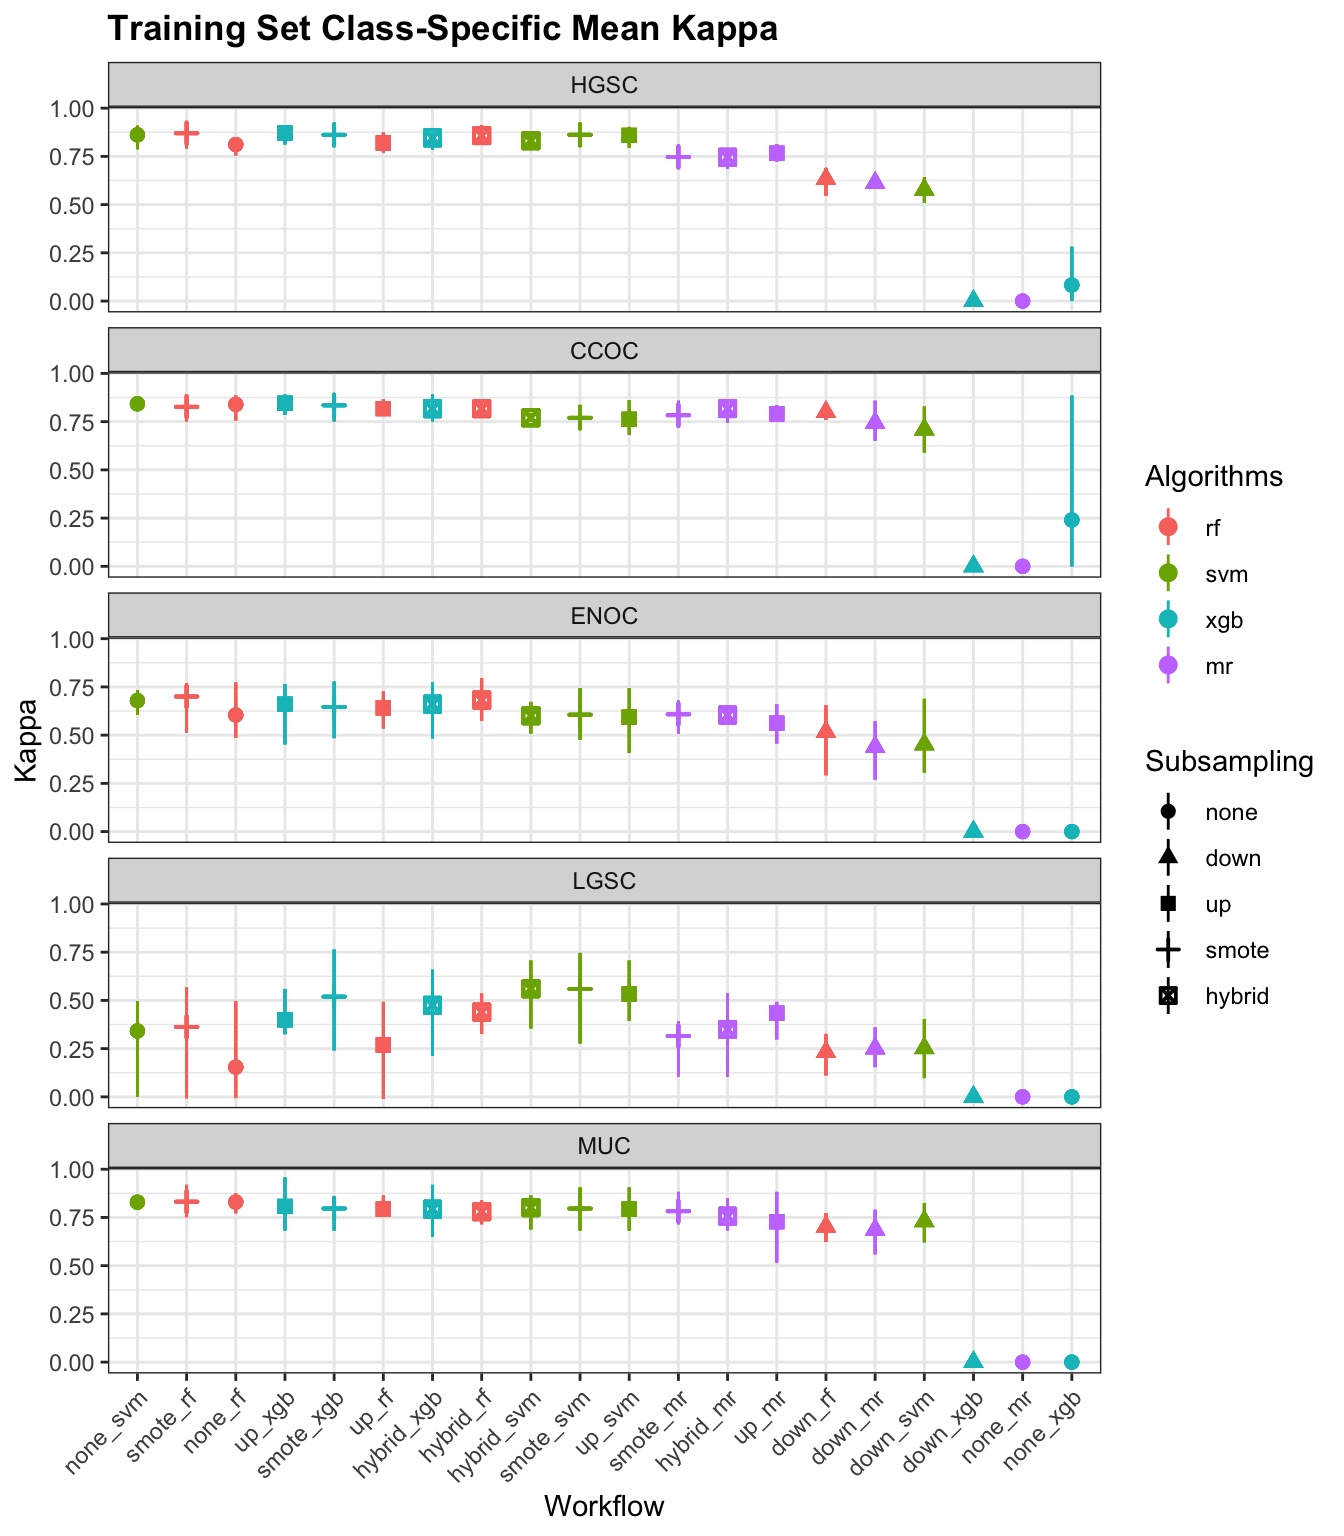 Training Set Class-Specific Mean Kappa
HGSC
1.00
0.75
0.50
0.25
0.00
CCOC
1.00
0.75
0.50
0.25
0.00
ENOC
1.00
0.75
0.50
0.25
0.00
LGSC
1.00
0.75
0.50
0.25
0.00
MUC
1.00
0.75
0.50
0.25
0.00
Kappa
none_svm
smote_rf
none_rf
up_xgb
smote_xgb
up_rf
hybrid_xgb
hybrid_rf
hybrid_svm
smote_svm
up_svm
smote_mr
hybrid_mr
up_mr
down_rf
down_mr
down_svm
down_xgb
none_mr
none_xgb
Workflow
Algorithms
rf
svm
xgb
mr
Subsampling
none
down
up
smote
hybrid